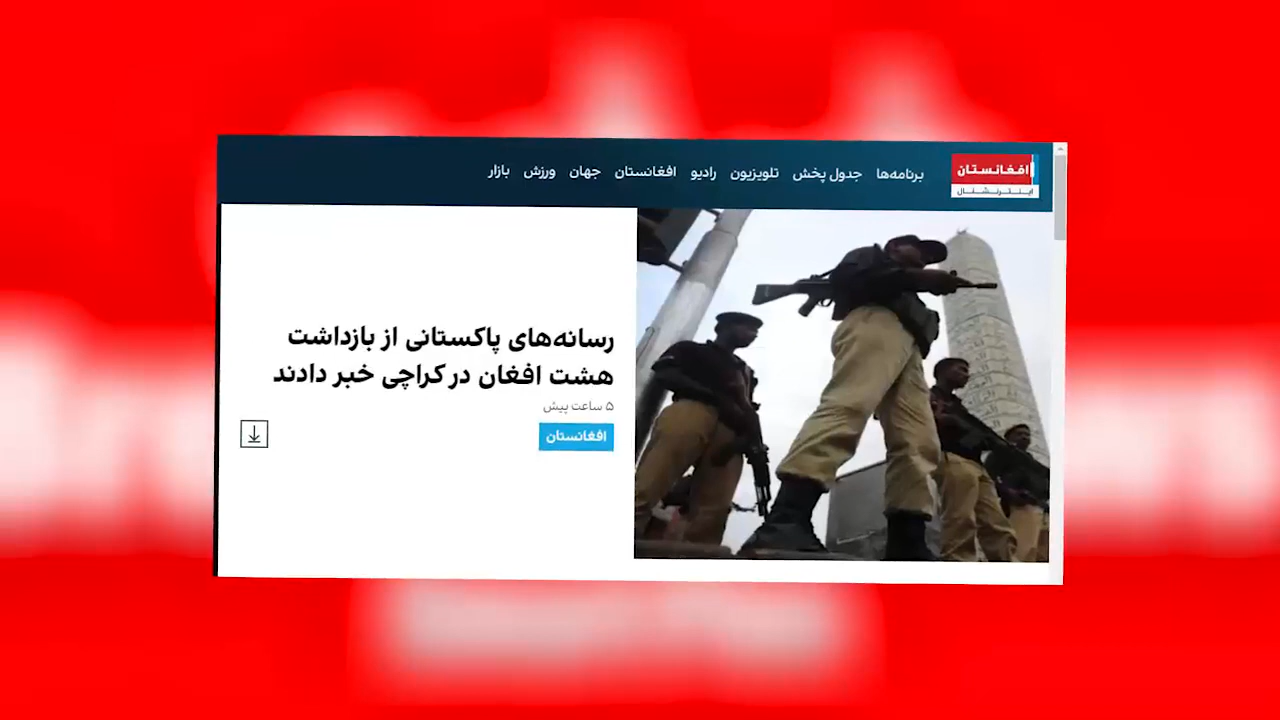 افغانستان
اینترنشنال
برنامه‌ها جدول پخش تلویزیون رادیو افغانستان جهان ورزش بازار
رسانه‌های پاکستانی از بازداشت
هشت افغان در کراچی خبر دادند
۵ ساعت پیش
افغانستان